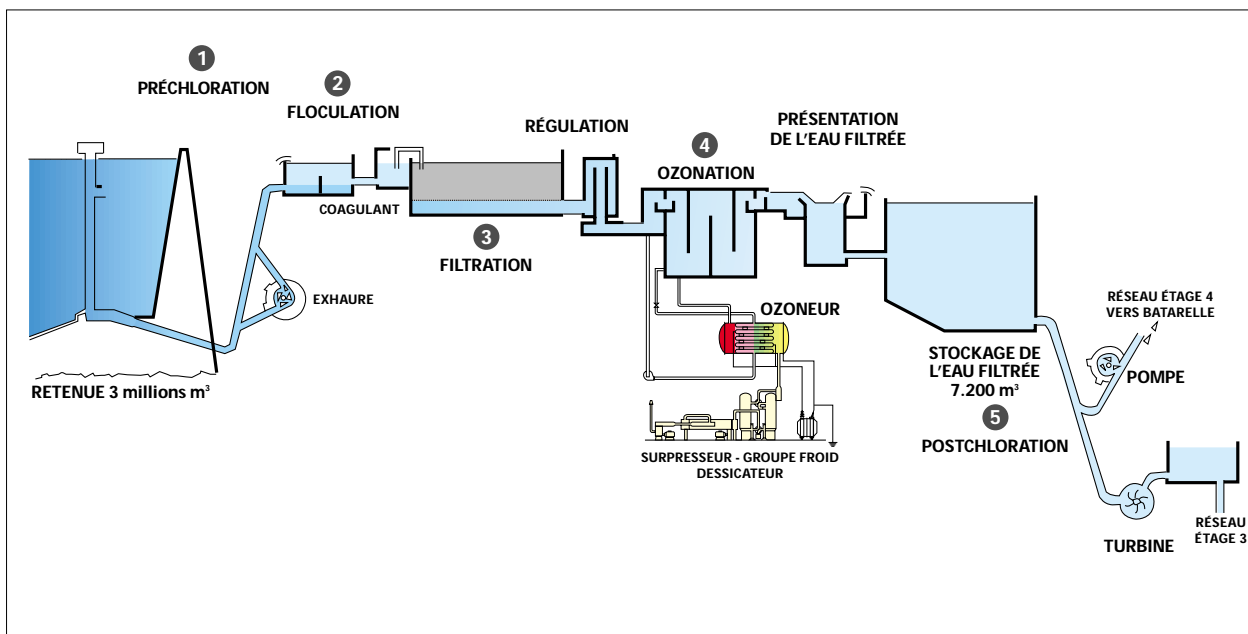 1
PRÉCHLORATION
2
FLOCULATION
COAGULANT
3
FILTRATION
RÉGULATION
4
OZONATION
PRÉSENTATION
DE L'EAU FILTRÉE
EXHAURE
RETENUE 3 millions m³
OZONEUR
SURPRESSEUR - GROUPE FROID
DESSICATEUR
STOCKAGE DE
L'EAU FILTRÉE
7.200 m³
5
POSTCHLORATION
RÉSEAU ÉTAGE 4
VERS BATARELLE
POMPE
TURBINE
RÉSEAU
ÉTAGE 3